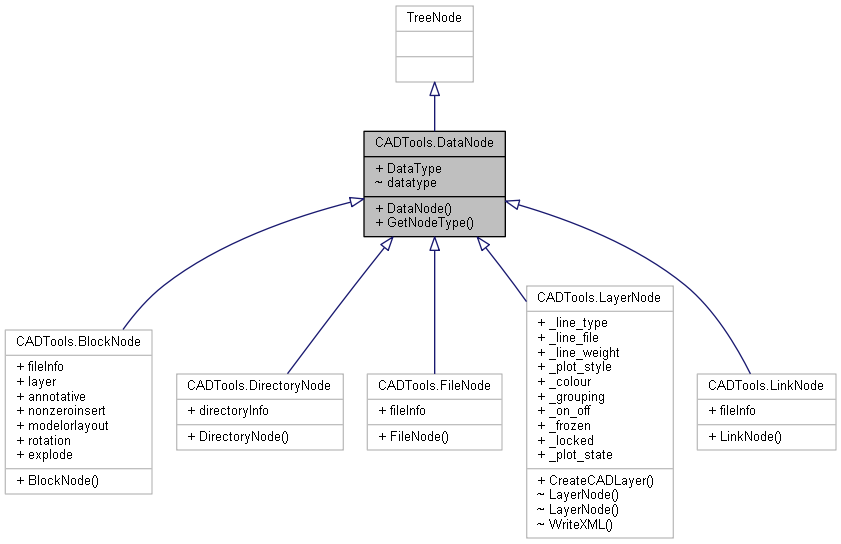 TreeNode
CADTools.DataNode
+ DataType
~ datatype
+ DataNode()
+ GetNodeType()
CADTools.BlockNode
+ fileInfo
+ layer
+ annotative
+ nonzeroinsert
+ modelorlayout
+ rotation
+ explode
+ BlockNode()
CADTools.DirectoryNode
+ directoryInfo
+ DirectoryNode()
CADTools.FileNode
+ fileInfo
+ FileNode()
CADTools.LayerNode
+ _line_type
+ _line_file
+ _line_weight
+ _plot_style
+ _colour
+ _grouping
+ _on_off
+ _frozen
+ _locked
+ _plot_state
+ CreateCADLayer()
~ LayerNode()
~ LayerNode()
~ WriteXML()
CADTools.LinkNode
+ fileInfo
+ LinkNode()